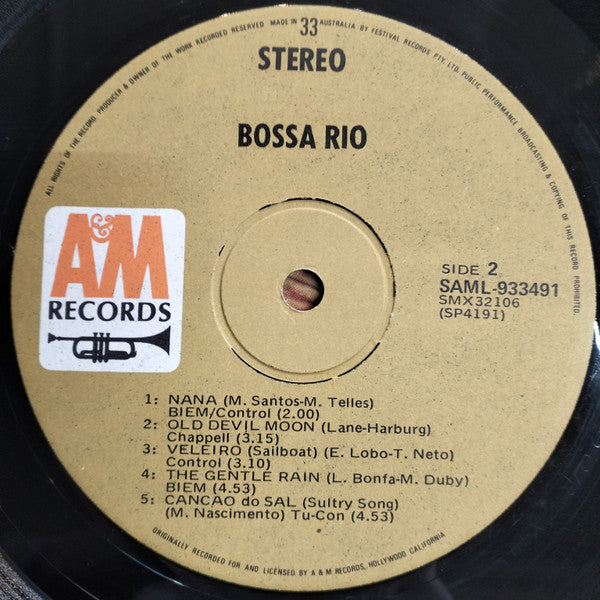 ALL RIGHTS OF THE RECORD PRODUCER & OWNER OF THE WORK RECORDED RESERVED MADE IN 33 AUSTRALIA BY FESTIVAL RECORDS PTY. LTD. PUBLIC PERFORMANCE BROADCASTING & COPYING OF THIS RECORD PROHIBITED.
STEREO
BOSSA RIO
A&M
RECORDS
SIDE 2
SAML-933491
SMX32106
(SP4191)
1: NANA (M. Santos-M. Telles)
BIEM/Control (2.00)
2: OLD DEVIL MOON (Lane-Harburg)
Chappell (3.15)
3: VELEIRO (Sailboat) (E. Lobo-T. Neto)
Control (3.10)
4: THE GENTLE RAIN (L. Bonfa-M. Duby)
BIEM (4.53)
5: CANCAO do SAL (Sultry Song)
(M. Nascimento) Tu-Con (4.53)
ORIGINALLY RECORDED FOR AND LICENSED BY A & M RECORDS, HOLLYWOOD CALIFORNIA